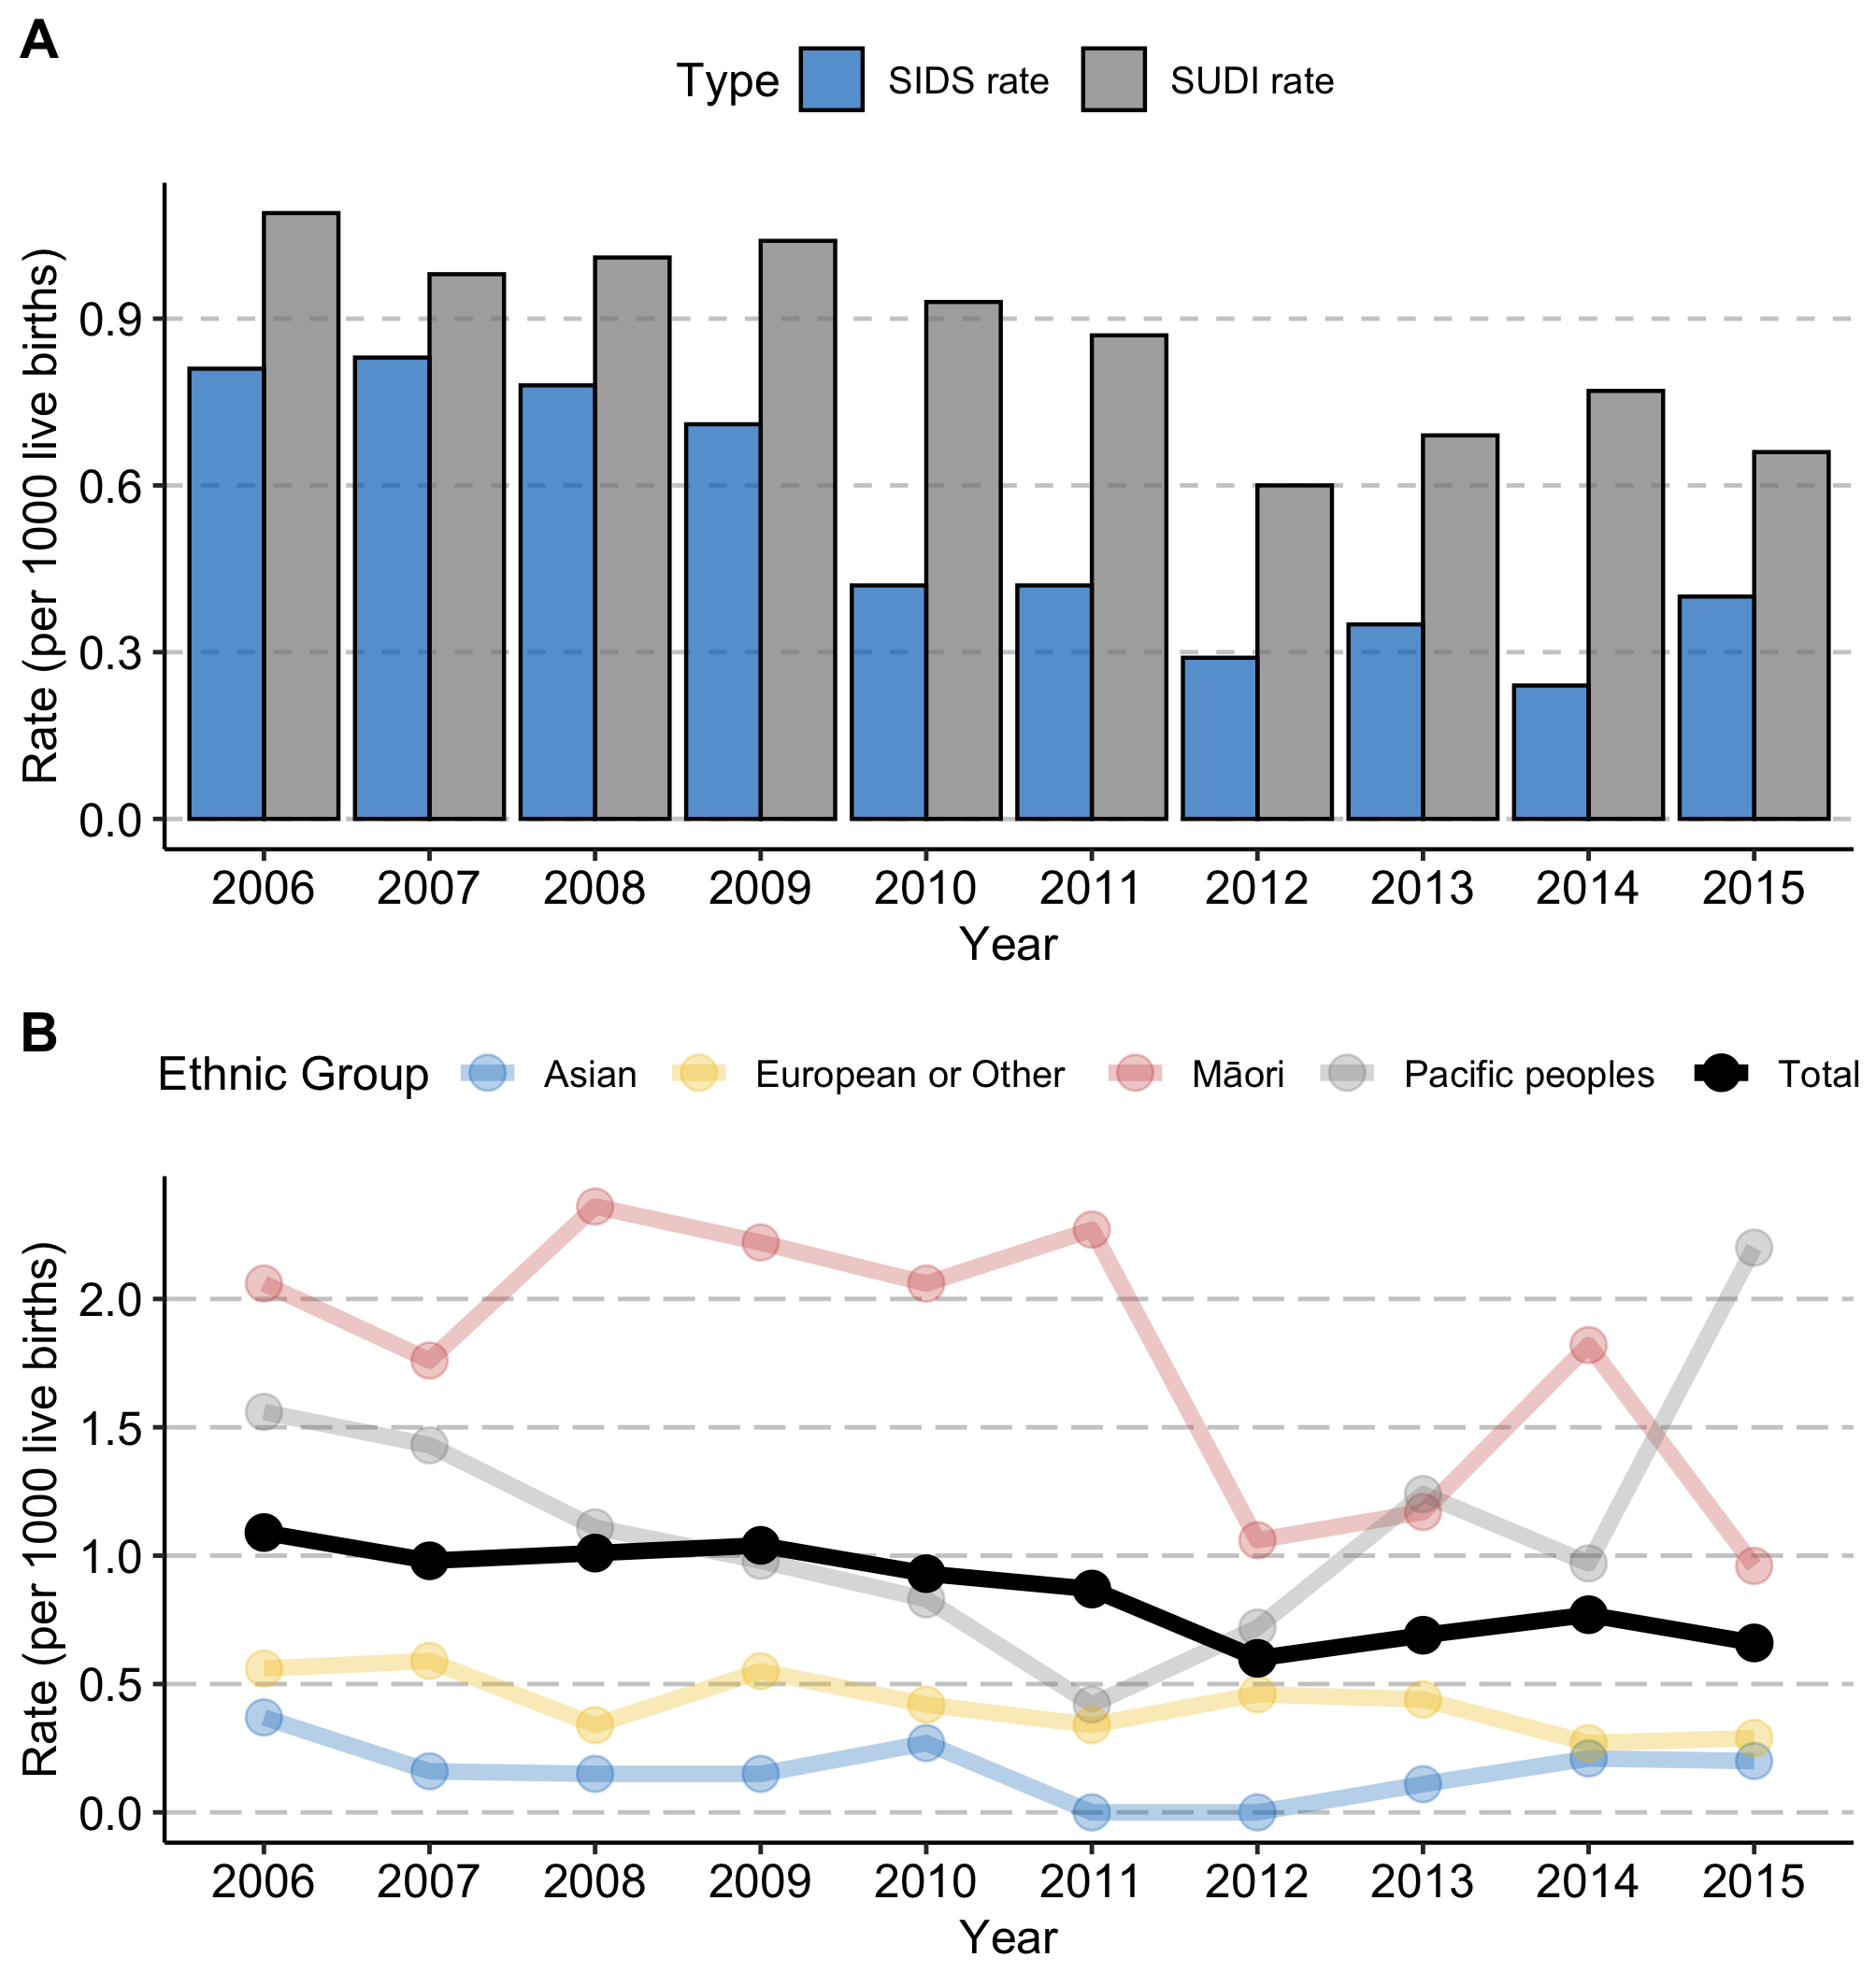 A
Type SIDS rate SUDI rate
Rate (per 1000 live births)
0.9
0.6
0.3
0.0
2006 2007 2008 2009 2010 2011 2012 2013 2014 2015
Year
B
Ethnic Group Asian European or Other Māori Pacific peoples Total
Rate (per 1000 live births)
2.0
1.5
1.0
0.5
0.0
2006 2007 2008 2009 2010 2011 2012 2013 2014 2015
Year